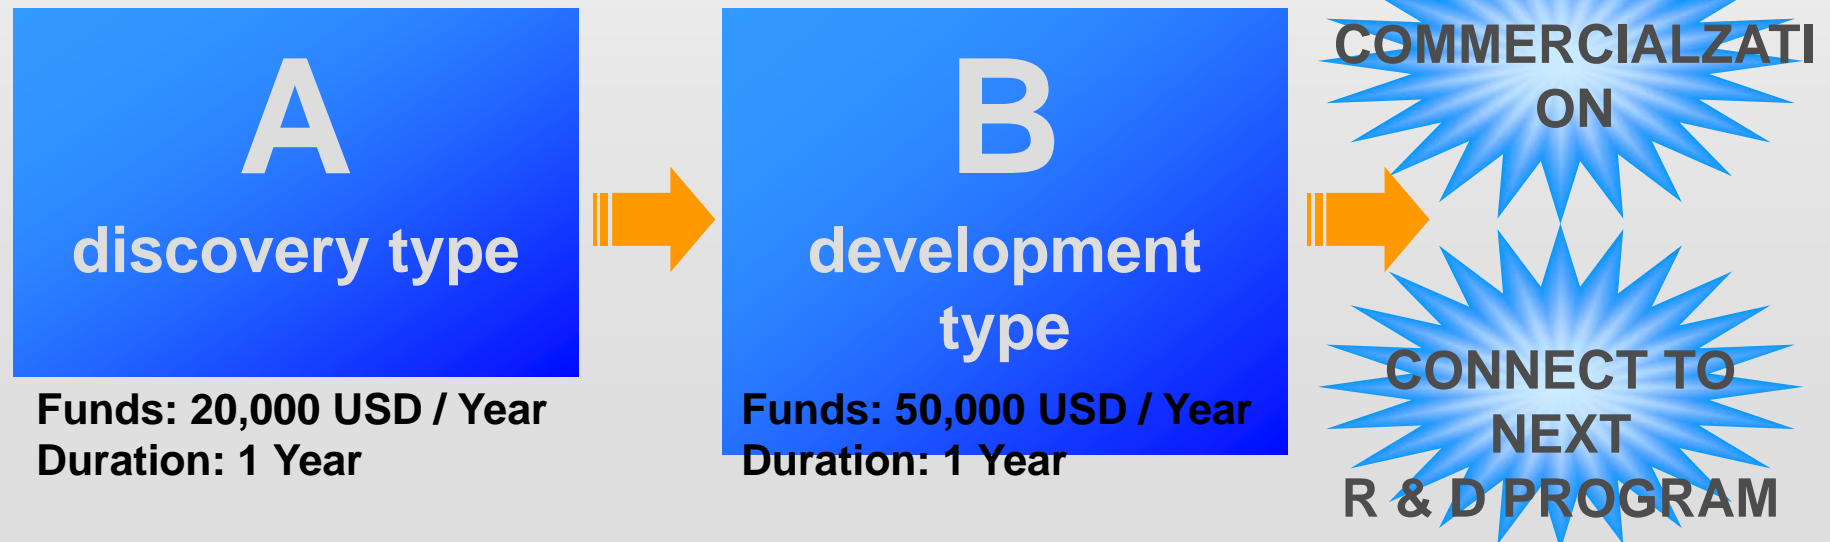 A
discovery type
Funds: 20,000 USD / Year
Duration: 1 Year
B
development
type
Funds: 50,000 USD / Year
Duration: 1 Year
COMMERCIALZATI
ON
CONNECT TO
NEXT
R & D PROGRAM